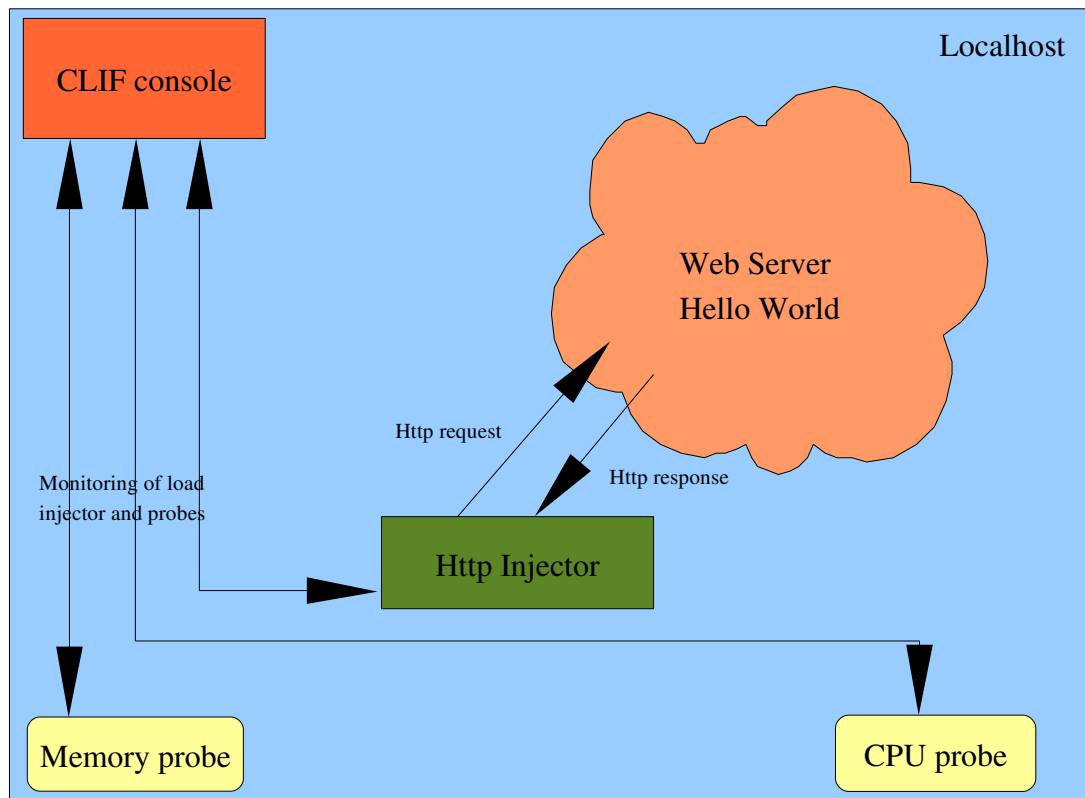 Localhost
CLIF console
Web Server
Hello World
Http request
Http response
Monitoring of load
injector and probes
Http Injector
Memory probe
CPU probe